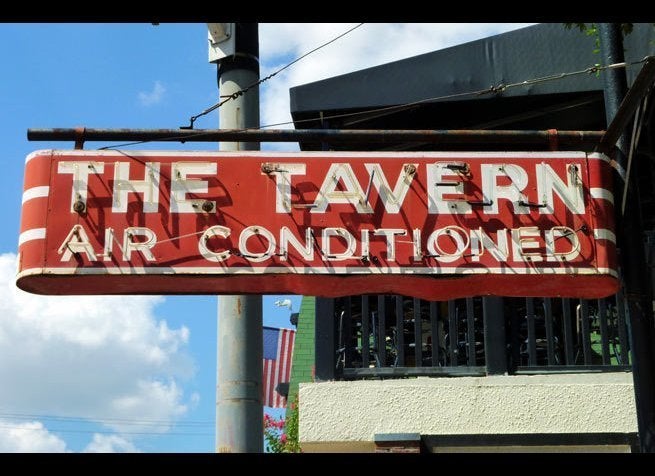 THE TAVERN
AIR CONDITIONED